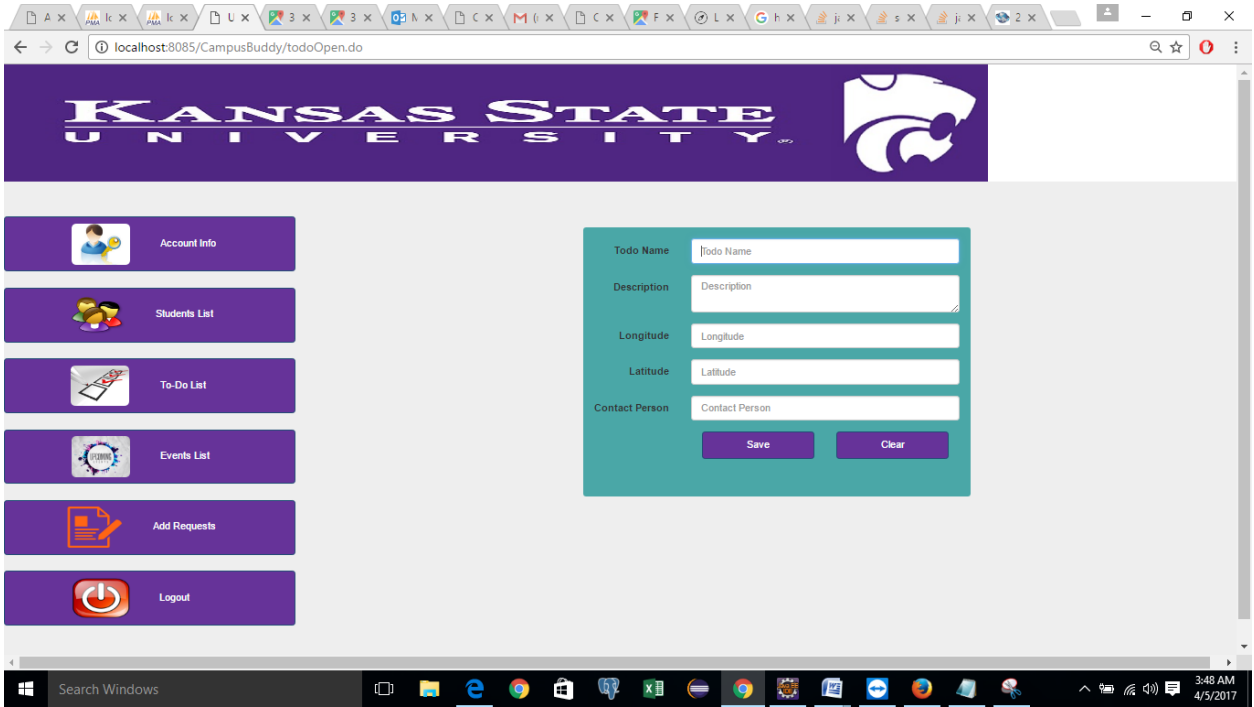 localhost:8085/CampusBuddy/todoOpen.do
KANSAS STATE
UNIVERSITY
Account Info
Students List
To-Do List
Events List
Add Requests
Logout
Todo Name Todo Name
Description Description
Longitude Longitude
Latitude Latitude
Contact Person Contact Person
Save Clear
Search Windows
3:48 AM
4/5/2017